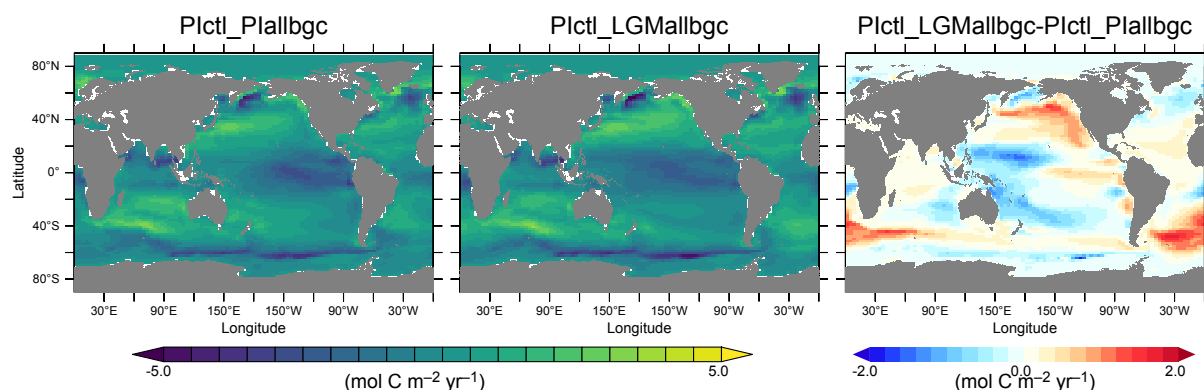 PIctl_PIallbgc PIctl_LGMallbgc PIctl_LGMallbgc-PIctl_PIallbgc
80°N
40°N
0°
40°S
80°S
Latitude
30°E 90°E 150°E 150°W 90°W 30°W 30°E 90°E 150°E 150°W 90°W 30°W 30°E 90°E 150°E 150°W 90°W 30°W
Longitude Longitude Longitude
-5.0 5.0 -2.0 0.0 2.0
(mol C m⁻² yr⁻¹) (mol C m⁻² yr⁻¹)